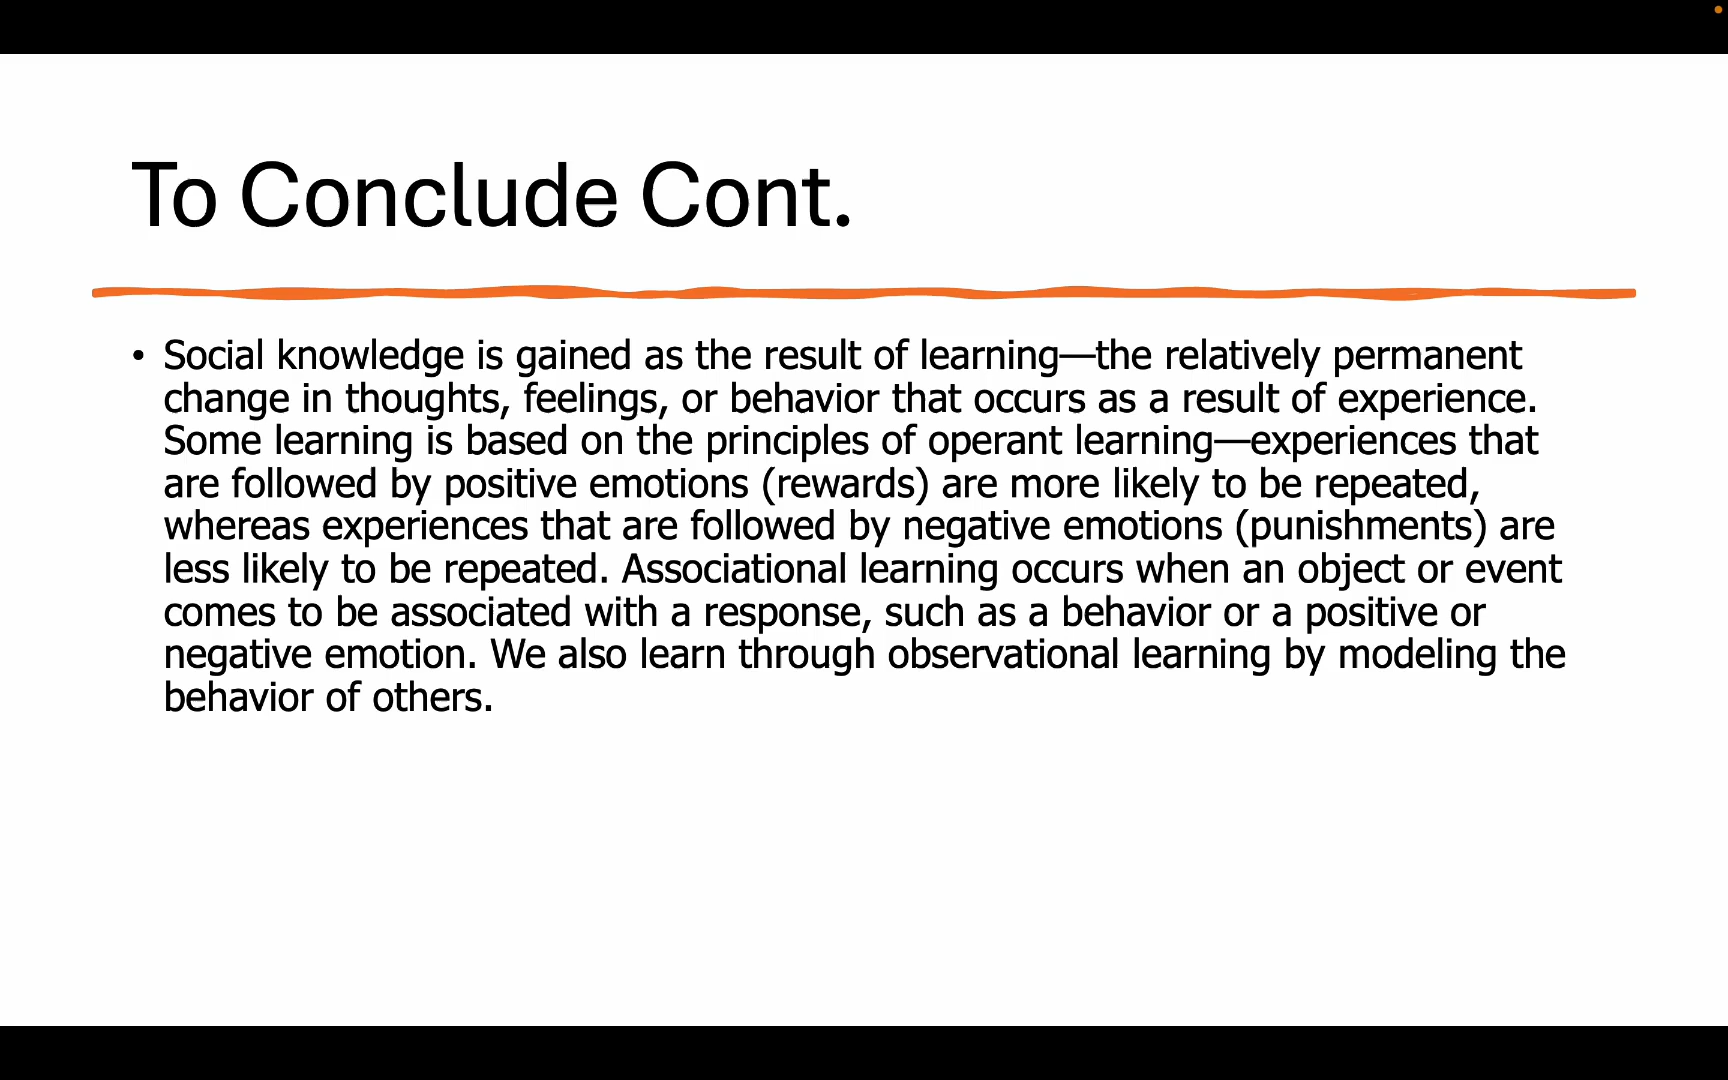 To Conclude Cont.
• Social knowledge is gained as the result of learning—the relatively permanent
change in thoughts, feelings, or behavior that occurs as a result of experience.
Some learning is based on the principles of operant learning—experiences that
are followed by positive emotions (rewards) are more likely to be repeated,
whereas experiences that are followed by negative emotions (punishments) are
less likely to be repeated. Associational learning occurs when an object or event
comes to be associated with a response, such as a behavior or a positive or
negative emotion. We also learn through observational learning by modeling the
behavior of others.